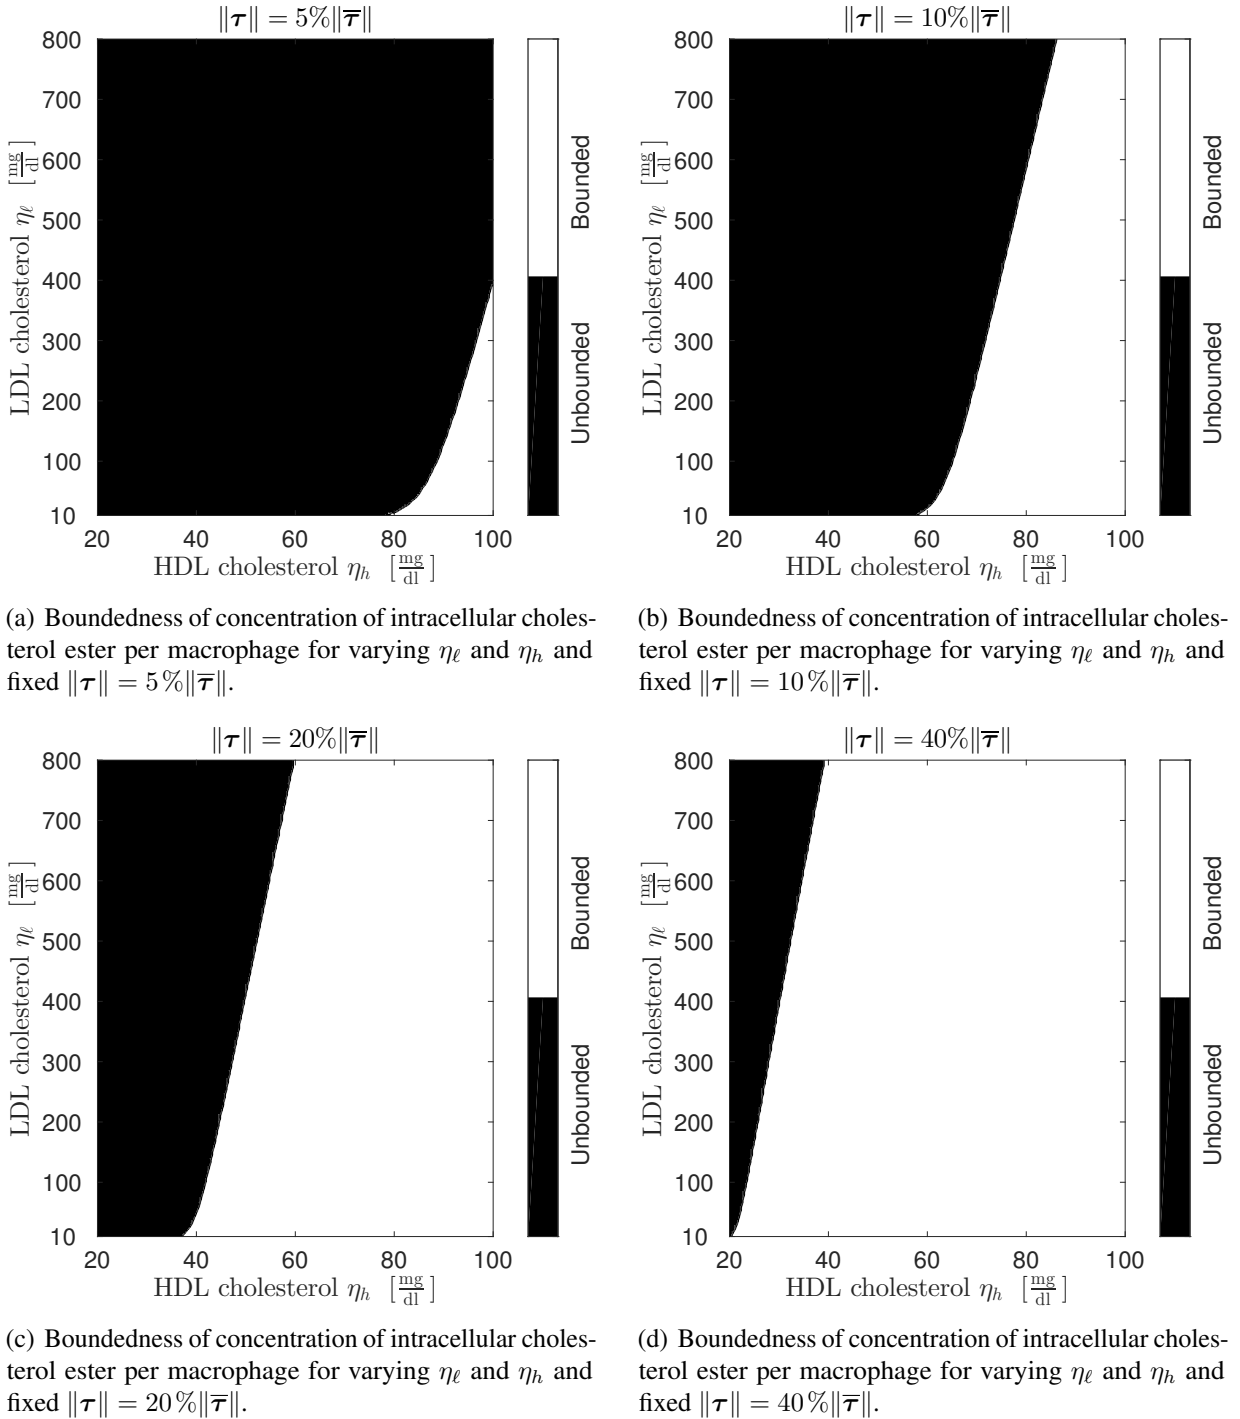 ‖τ‖ = 5%‖τ̅‖
800
700
600
500
400
300
200
100
10
20 40 60 80 100
LDL cholesterol ηℓ [mg/dl]
HDL cholesterol ηh [mg/dl]
Bounded
Unbounded
(a) Boundedness of concentration of intracellular choles-
terol ester per macrophage for varying ηℓ and ηh and
fixed ‖τ‖ = 5%‖τ̅‖.
‖τ‖ = 10%‖τ̅‖
800
700
600
500
400
300
200
100
10
20 40 60 80 100
LDL cholesterol ηℓ [mg/dl]
HDL cholesterol ηh [mg/dl]
Bounded
Unbounded
(b) Boundedness of concentration of intracellular choles-
terol ester per macrophage for varying ηℓ and ηh and
fixed ‖τ‖ = 10%‖τ̅‖.
‖τ‖ = 20%‖τ̅‖
800
700
600
500
400
300
200
100
10
20 40 60 80 100
LDL cholesterol ηℓ [mg/dl]
HDL cholesterol ηh [mg/dl]
Bounded
Unbounded
(c) Boundedness of concentration of intracellular choles-
terol ester per macrophage for varying ηℓ and ηh and
fixed ‖τ‖ = 20%‖τ̅‖.
‖τ‖ = 40%‖τ̅‖
800
700
600
500
400
300
200
100
10
20 40 60 80 100
LDL cholesterol ηℓ [mg/dl]
HDL cholesterol ηh [mg/dl]
Bounded
Unbounded
(d) Boundedness of concentration of intracellular choles-
terol ester per macrophage for varying ηℓ and ηh and
fixed ‖τ‖ = 40%‖τ̅‖.